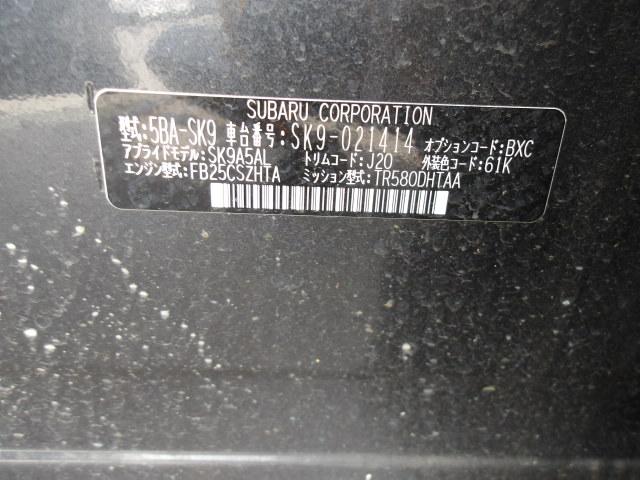 SUBARU CORPORATION
型式:5BA-SK9 車台番号:SK9-021414 オプションコード:BXC
アプライドモデル:SK9A5AL トリムコード:J20 外装色コード:61K
エンジン型式:FB25CSZHTA ミッション型式:TR580DHTAA